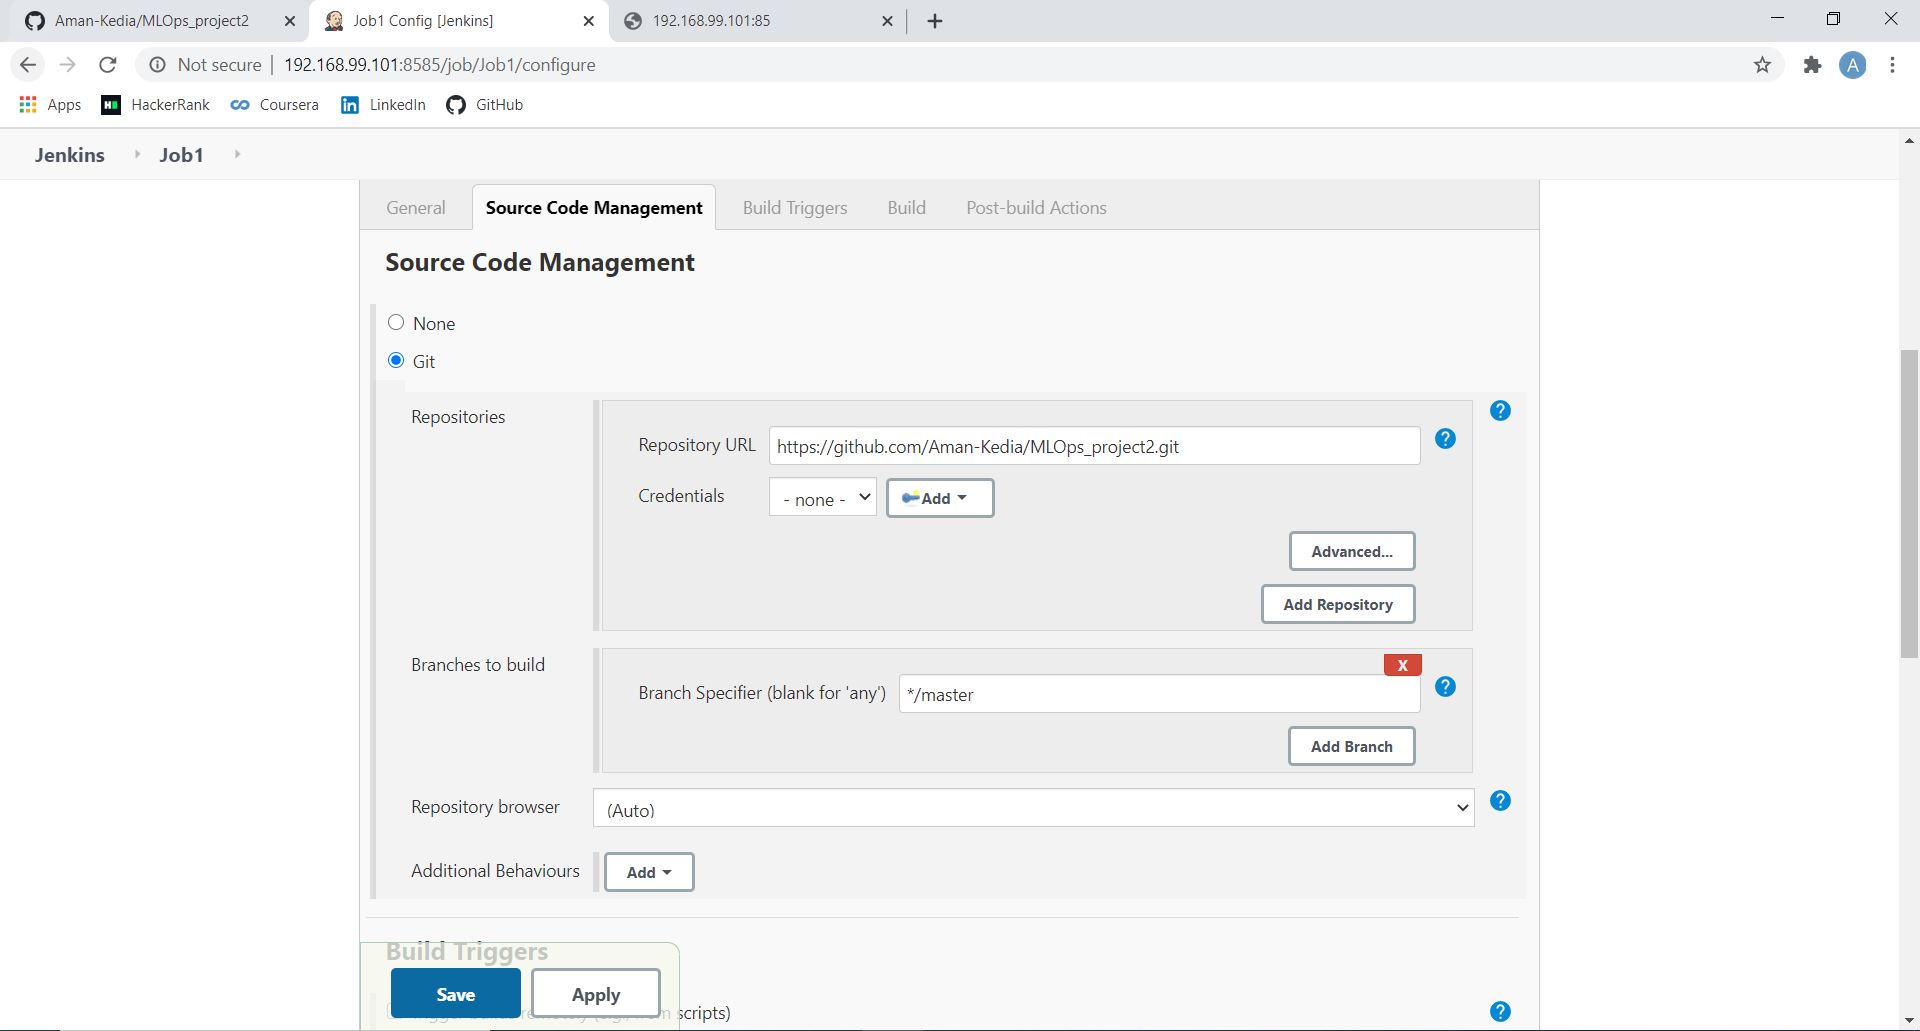 Aman-Kedia/MLOps_project2
Job1 Config [Jenkins]
192.168.99.101:85
Not secure
192.168.99.101:8585/job/Job1/configure
A
Apps
HackerRank
Coursera
LinkedIn
GitHub
Jenkins
Job1
General
Source Code Management
Build Triggers
Build
Post-build Actions
Source Code Management
None
Git
Repositories
Repository URL
https://github.com/Aman-Kedia/MLOps_project2.git
Credentials
- none -
Add
Advanced...
Add Repository
Branches to build
X
Branch Specifier (blank for 'any')
*/master
Add Branch
Repository browser
(Auto)
Additional Behaviours
Add
Build Triggers
Save
Apply
scripts)